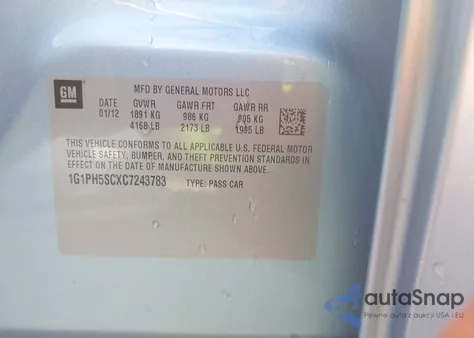 GM
MFD BY GENERAL MOTORS LLC
DATE GVWR GAWR FRT GAWR RR
01/12 1891 KG 986 KG 905 KG
4168 LB 2173 LB 1995 LB
THIS VEHICLE CONFORMS TO ALL APPLICABLE U.S. FEDERAL MOTOR
VEHICLE SAFETY, BUMPER, AND THEFT PREVENTION STANDARDS IN
EFFECT ON THE DATE OF MANUFACTURE SHOWN ABOVE.
1G1PH5SCXC7243783 TYPE: PASS CAR
autaSnap
Pewne auta z aukcji USA - EU